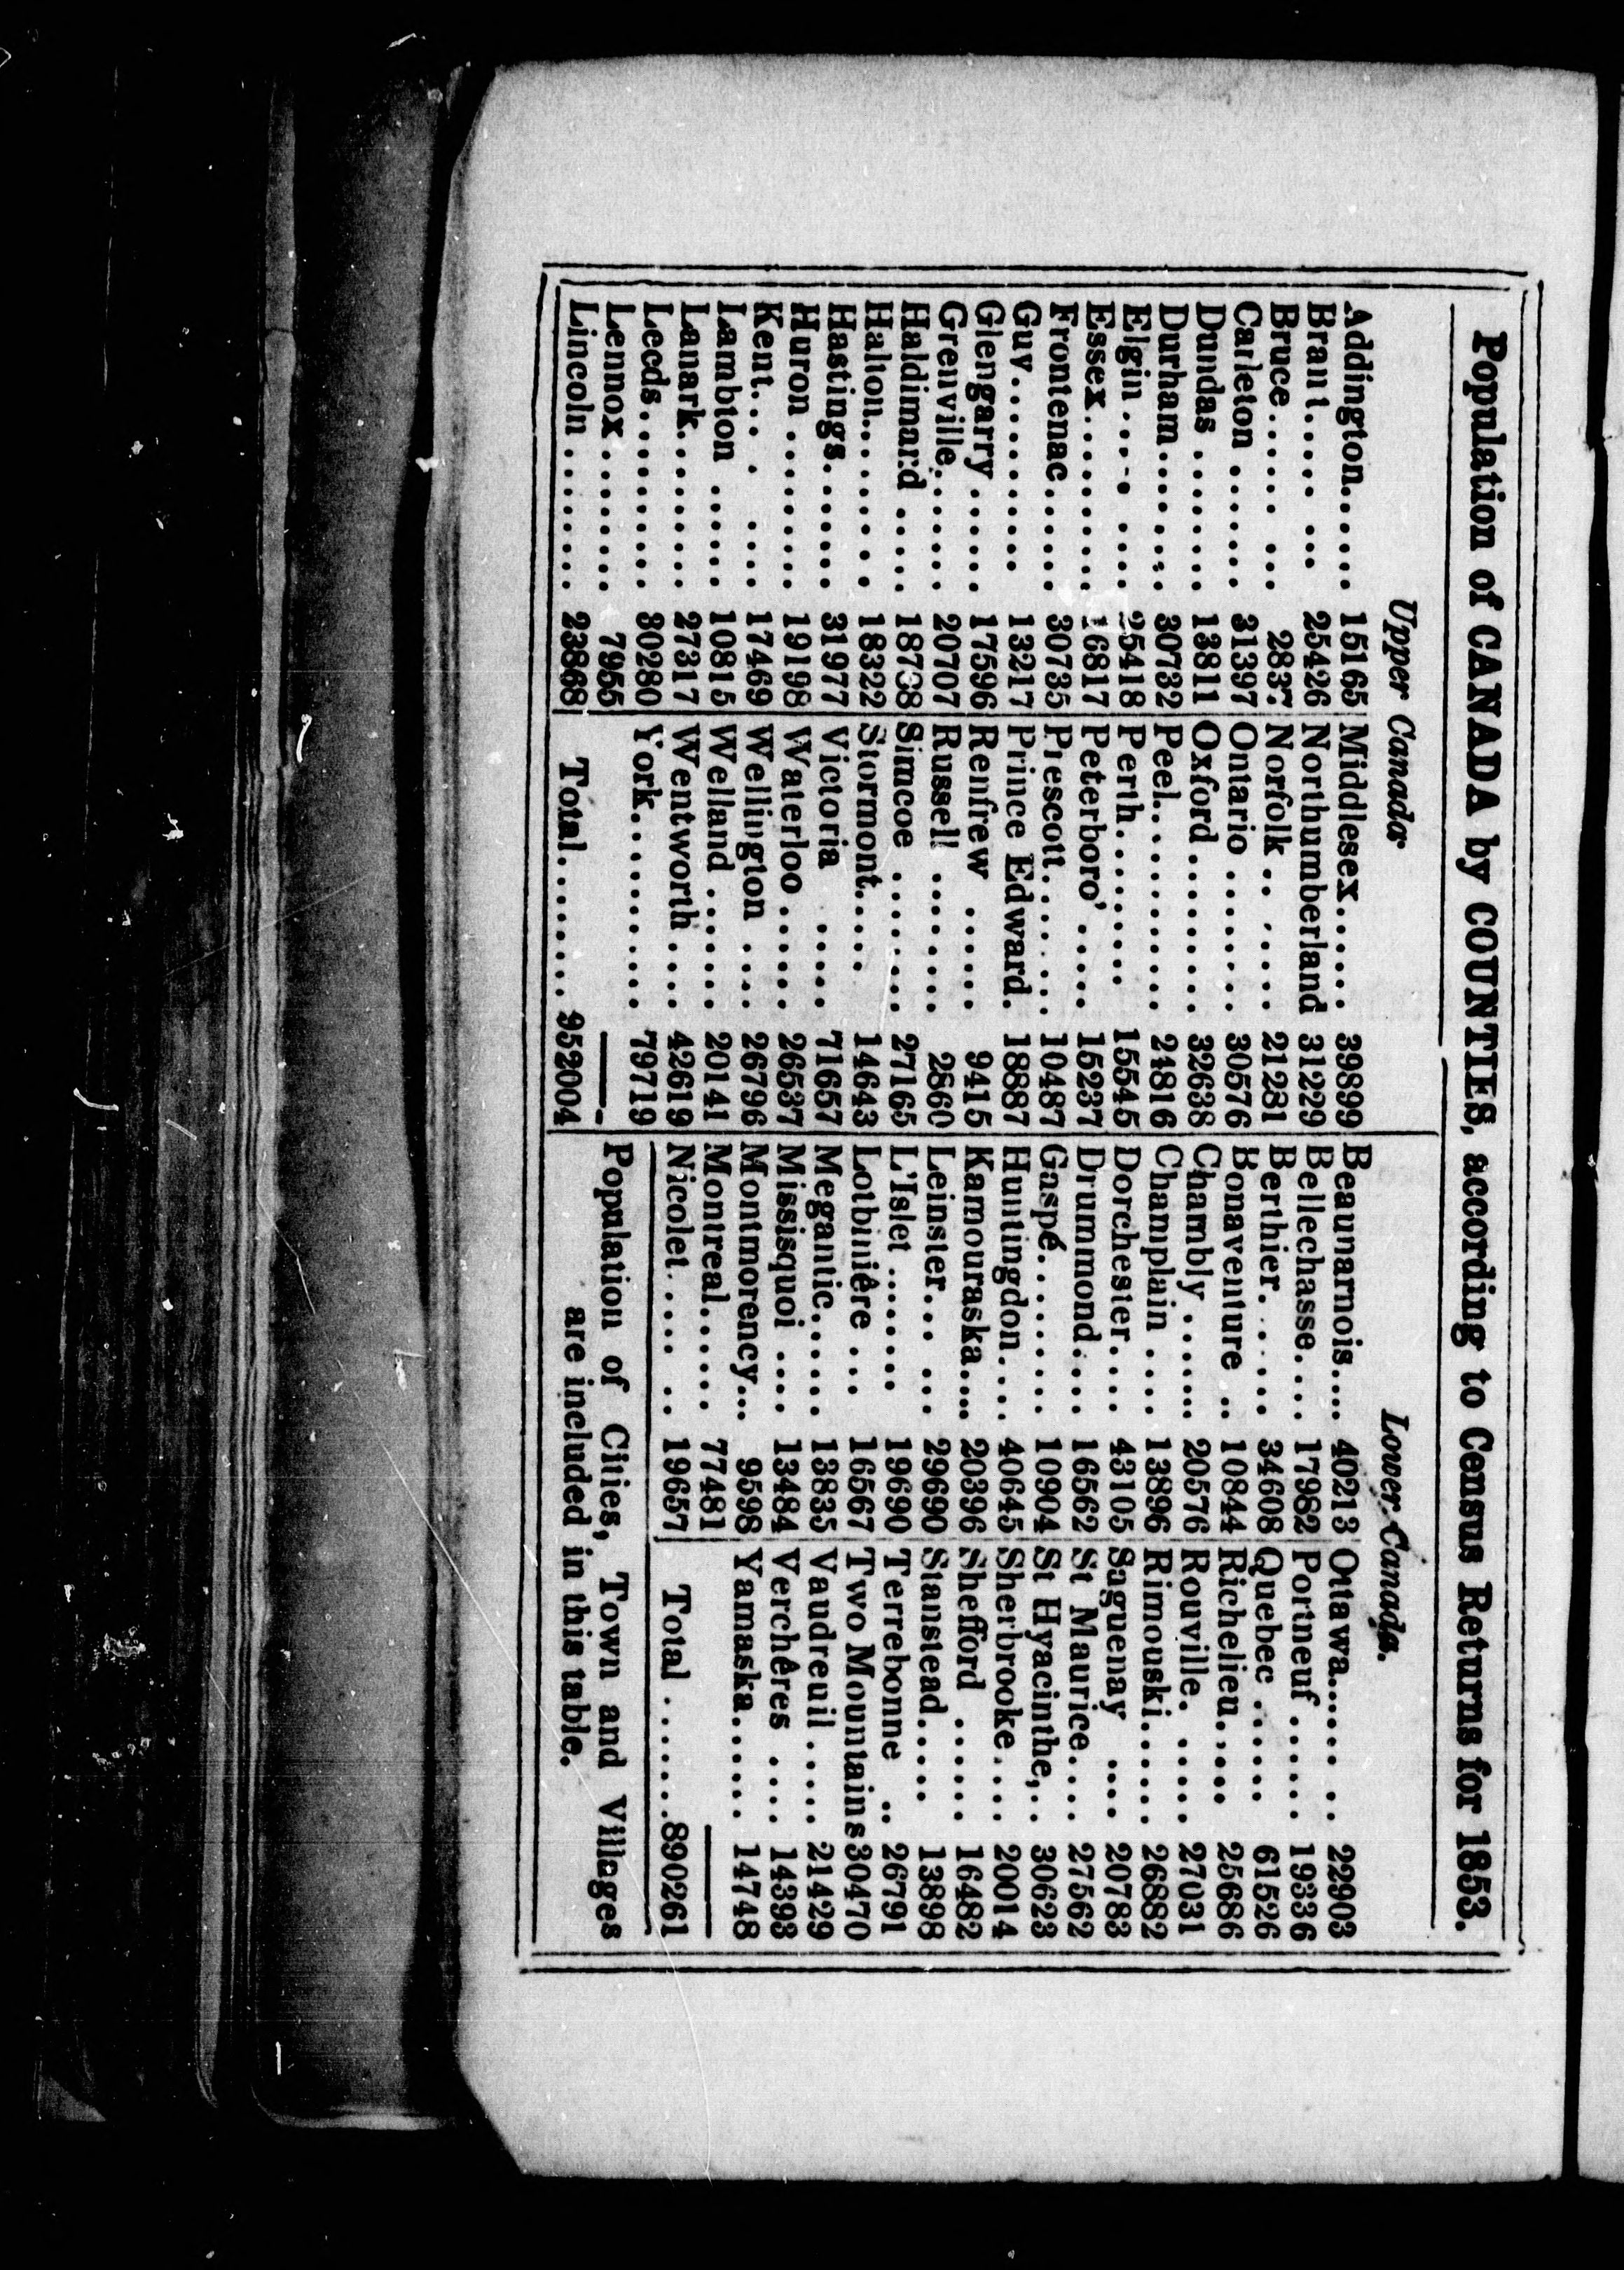 Population of CANADA by COUNTIES, according to Census Returns for 1853.
Upper Canada
Addington...... 15165
Brant..... ... 25426
Bruce...... ... 2837
Carleton ....... 31397
Dundas ........ 13811
Durham........ 30732
Elgin..... .... 25418
Essex.......... 16817
Frontenac...... 30735
Guy........... 13217
Glengarry...... 17596
Grenville....... 20707
Haldimard ..... 18738
Halton......... 18322
Hastings....... 31977
Huron ......... 19198
Kent... . .... 17469
Lambton ...... 10815
Lanark......... 27317
Leeds.......... 30280
Lennox ........ 7955
Lincoln ........ 23868
Middlesex...... 39899
Northumberland 31229
Norfolk .. ..... 21281
Ontario ........ 30576
Oxford ......... 32638
Peel........... 24816
Perth.......... 15545
Peterboro' ..... 15237
Prescott........ 10487
Prince Edward. 18887
Renfrew ...... 9415
Russell ........ 2860
Simcoe ........ 27165
Stormont..... 14643
Victoria ..... 71657
Waterloo...... 26537
Wellington .... 26796
Welland ....... 20141
Wentworth .... 42619
York.......... 79719
Total......... 952004
Lower Canada.
Beaunarnois.... 40213
Bellechasse.... 17982
Berthier. ..... 34608
Bonaventure .. 10844
Chambly ....... 20576
Champlain .... 13896
Dorchester.... 43105
Drummond.... 16562
Gaspé......... 10904
Huntingdon.... 40645
Kamouraska.... 20396
Leinster... ... 29690
L'Islet ....... 19690
Lotbinière ... 16567
Megantic...... 13835
Missisquoi .... 13484
Montmorency... 9598
Montreal...... 77481
Nicolet..... .. 19657
Ottawa...... .. 22903
Portneuf ...... 19336
Quebec ...... 61526
Richelieu..... 25686
Rouville. ..... 27031
Rimouski...... 26882
Saguenay .... 20783
St Maurice.... 27562
St Hyacinthe,.. 30623
Sherbrooke.... 20014
Shefford ...... 16482
Stanstead..... 13898
Terrebonne .. 26791
Two Mountains 30470
Vaudreuil ..... 21429
Verchêres .... 14393
Yamaska...... 14748
Total ........890261
Population of Cities, Town and Villages
are included in this table.